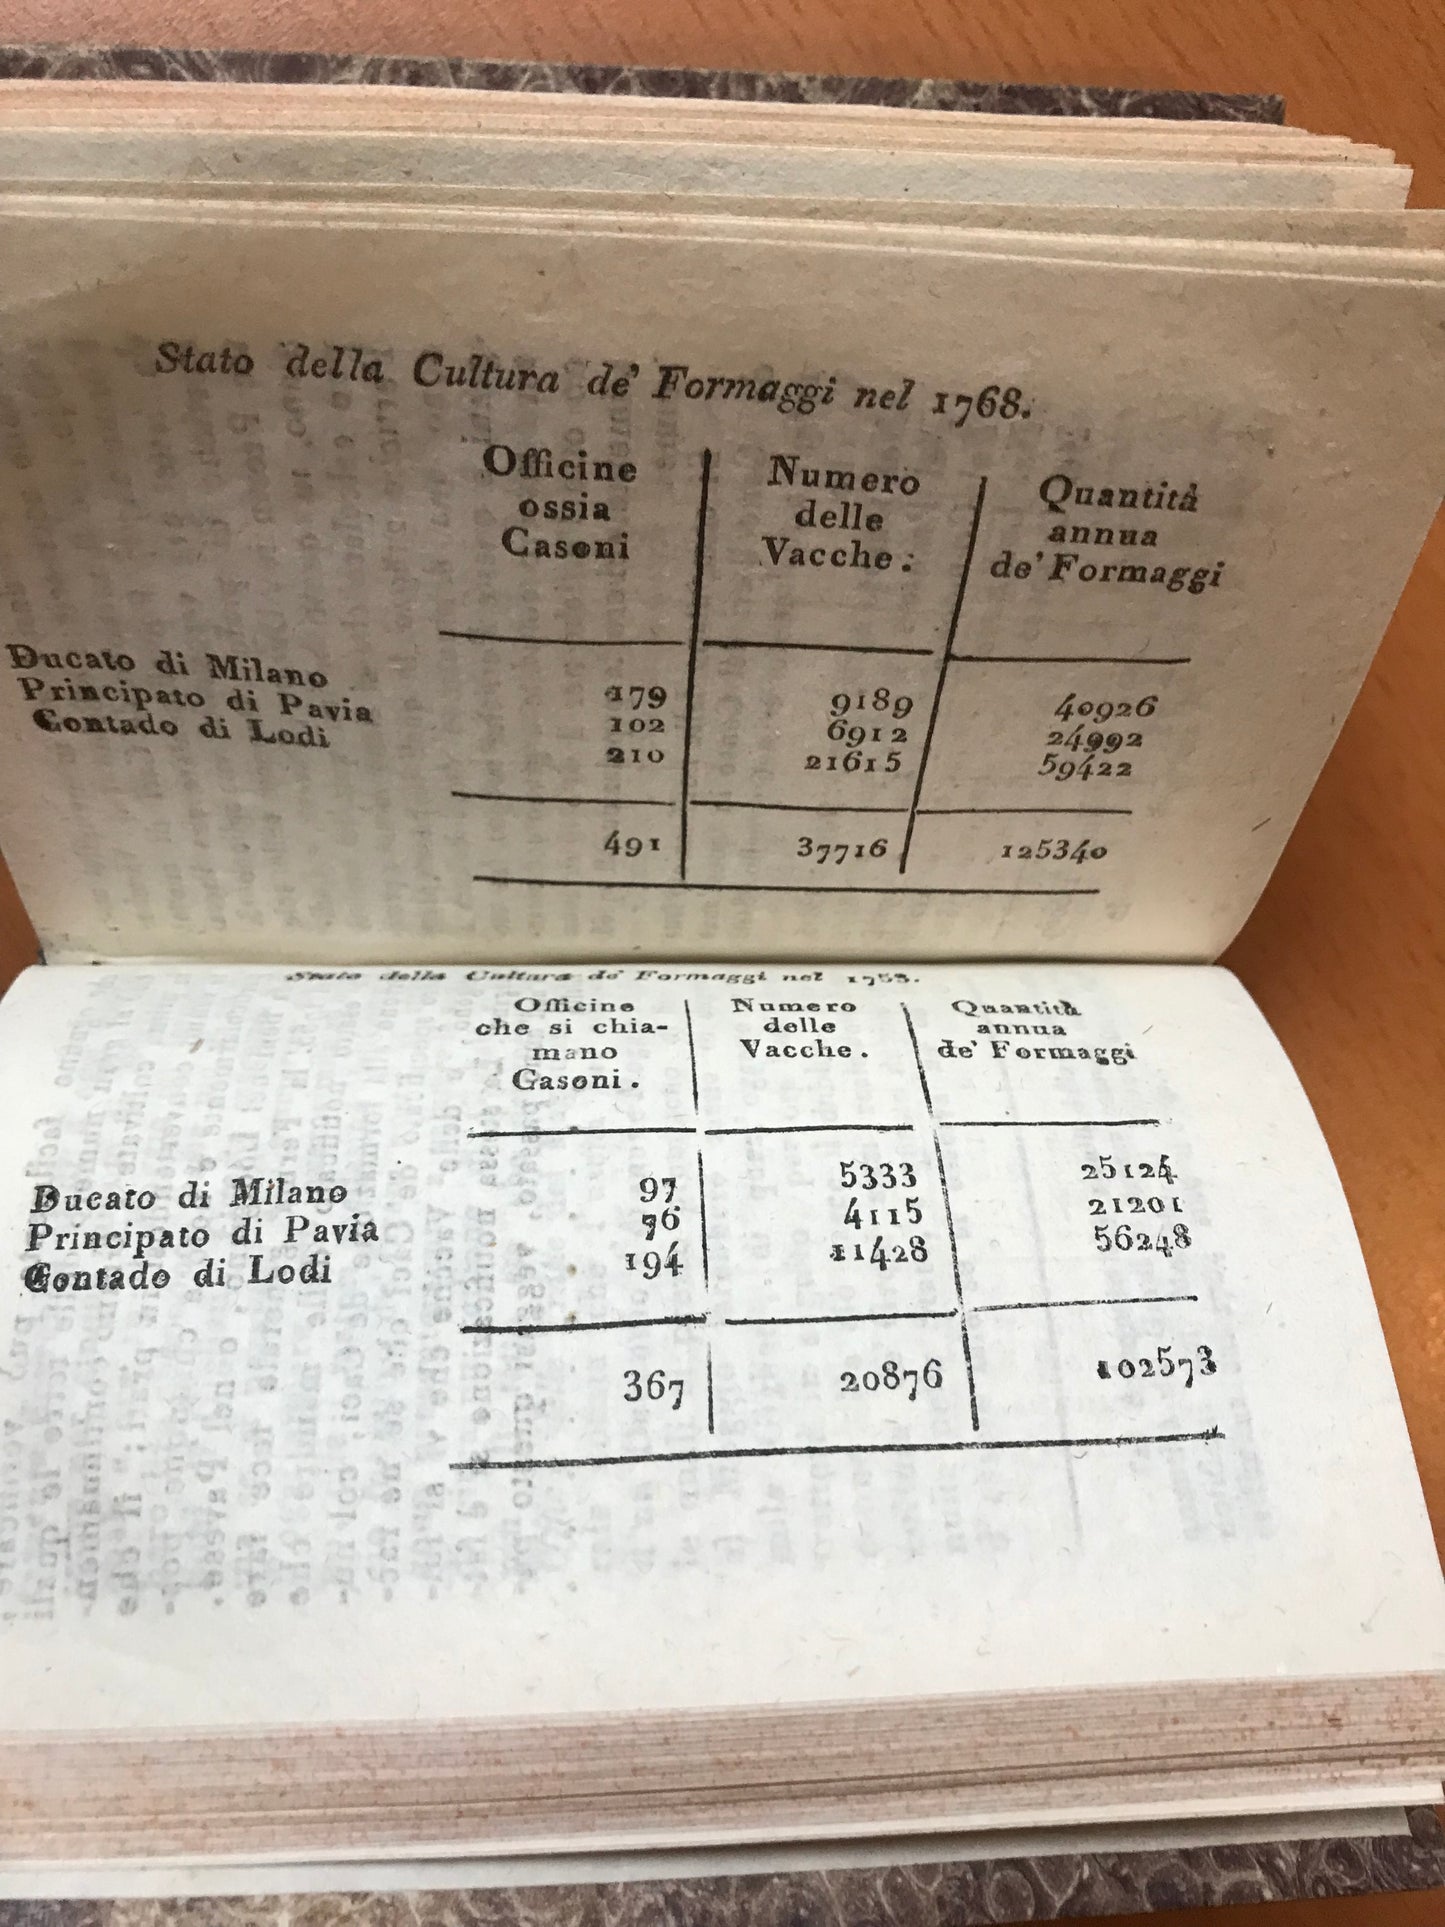 Stato della Cultura de' Formaggi nel 1768.
Officine ossia Casoni
Numero delle Vacche:
Quantità annua de' Formaggi
Ducato di Milano 179 9189 40926
Principato di Pavia 102 6912 24992
Contado di Lodi 210 21615 59422
491 37716 125340
Stato della Cultura de' Formaggi nel 1753.
Officine che si chia-
mano Casoni.
Numero delle Vacche.
Quantità annua de' Formaggi
Ducato di Milano 97 5333 25124
Principato di Pavia 76 4115 21201
Contado di Lodi 194 11428 56248
367 20876 102573